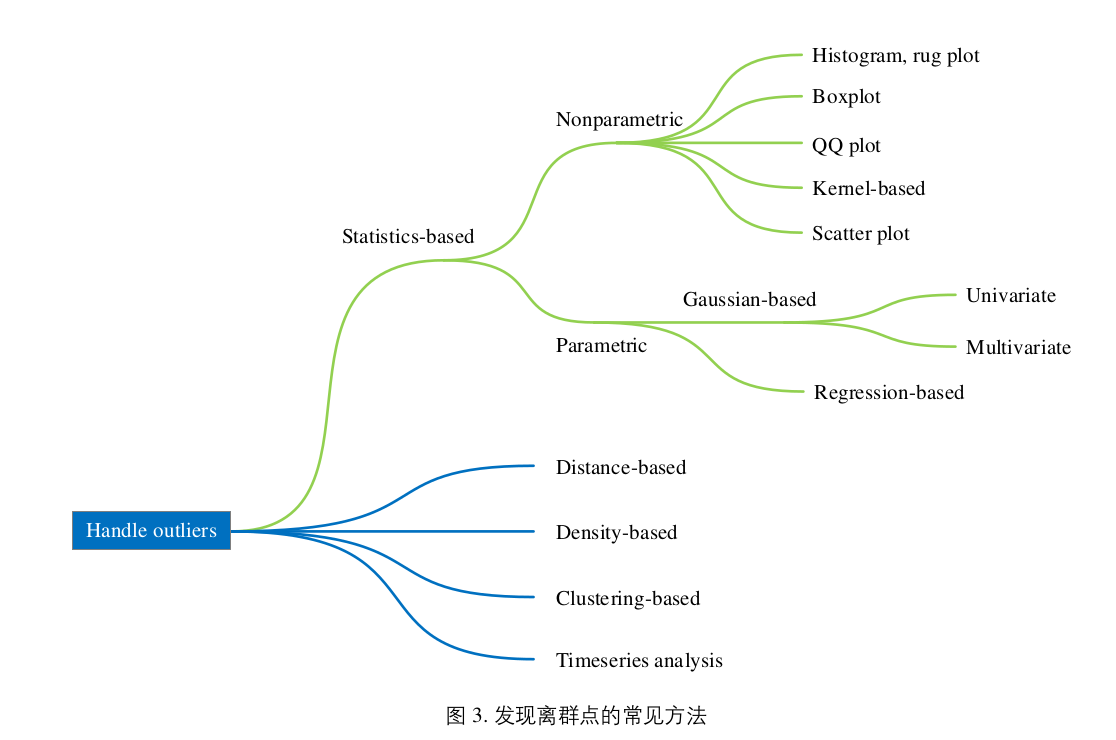 Histogram, rug plot
Boxplot
Nonparametric
QQ plot
Kernel-based
Scatter plot
Statistics-based
Gaussian-based
Univariate
Parametric
Multivariate
Regression-based
Distance-based
Handle outliers
Density-based
Clustering-based
Timeseries analysis
图 3. 发现离群点的常见方法